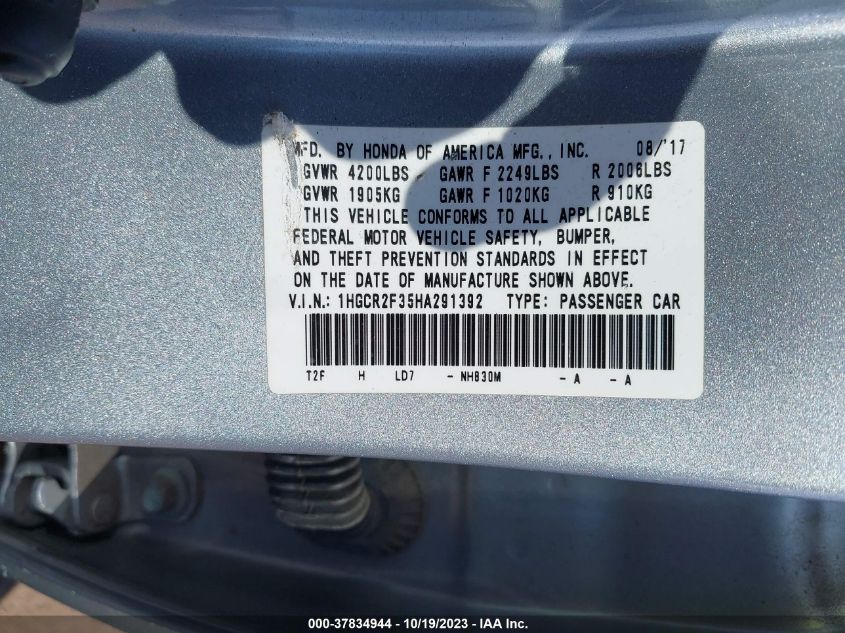 MFD. BY HONDA OF AMERICA MFG., INC. 08/'17
GVWR 4200LBS - GAWR F 2249LBS R 2006LBS
GVWR 1905KG GAWR F 1020KG R 910KG
THIS VEHICLE CONFORMS TO ALL APPLICABLE
FEDERAL MOTOR VEHICLE SAFETY, BUMPER,
AND THEFT PREVENTION STANDARDS IN EFFECT
ON THE DATE OF MANUFACTURE SHOWN ABOVE.
V.I.N.: 1HGCR2F35HA291392 TYPE: PASSENGER CAR
T2F H LD7 - NH830M - A - A
000-37834944 | 10/19/2023 - IAA Inc.